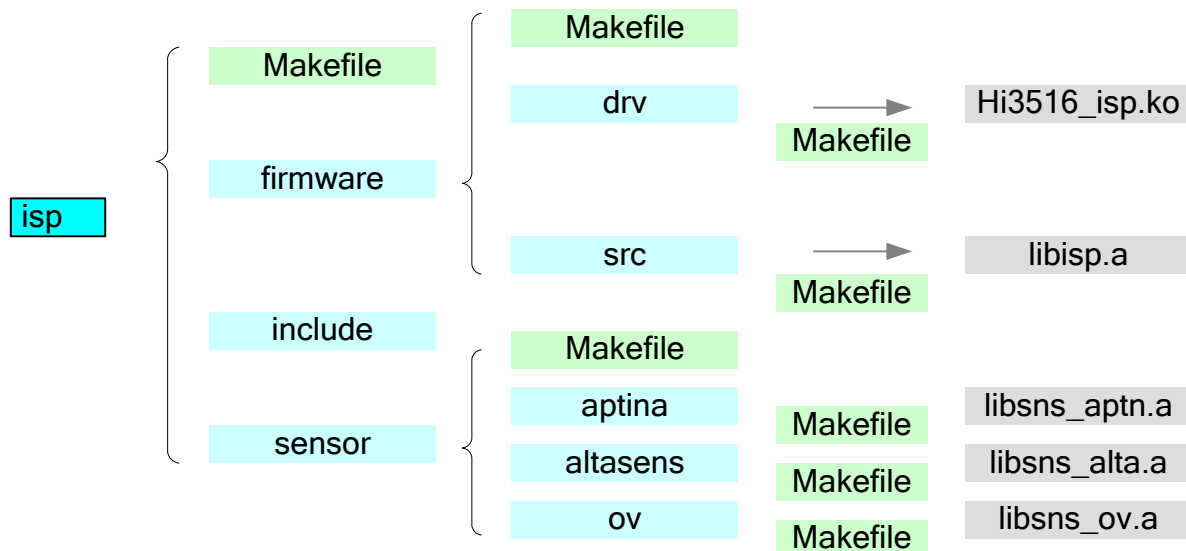 isp
Makefile
firmware
include
sensor
Makefile
drv
Makefile
Hi3516_isp.ko
src
Makefile
libisp.a
Makefile
aptina
Makefile
libsns_aptn.a
altasens
Makefile
libsns_alta.a
ov
Makefile
libsns_ov.a